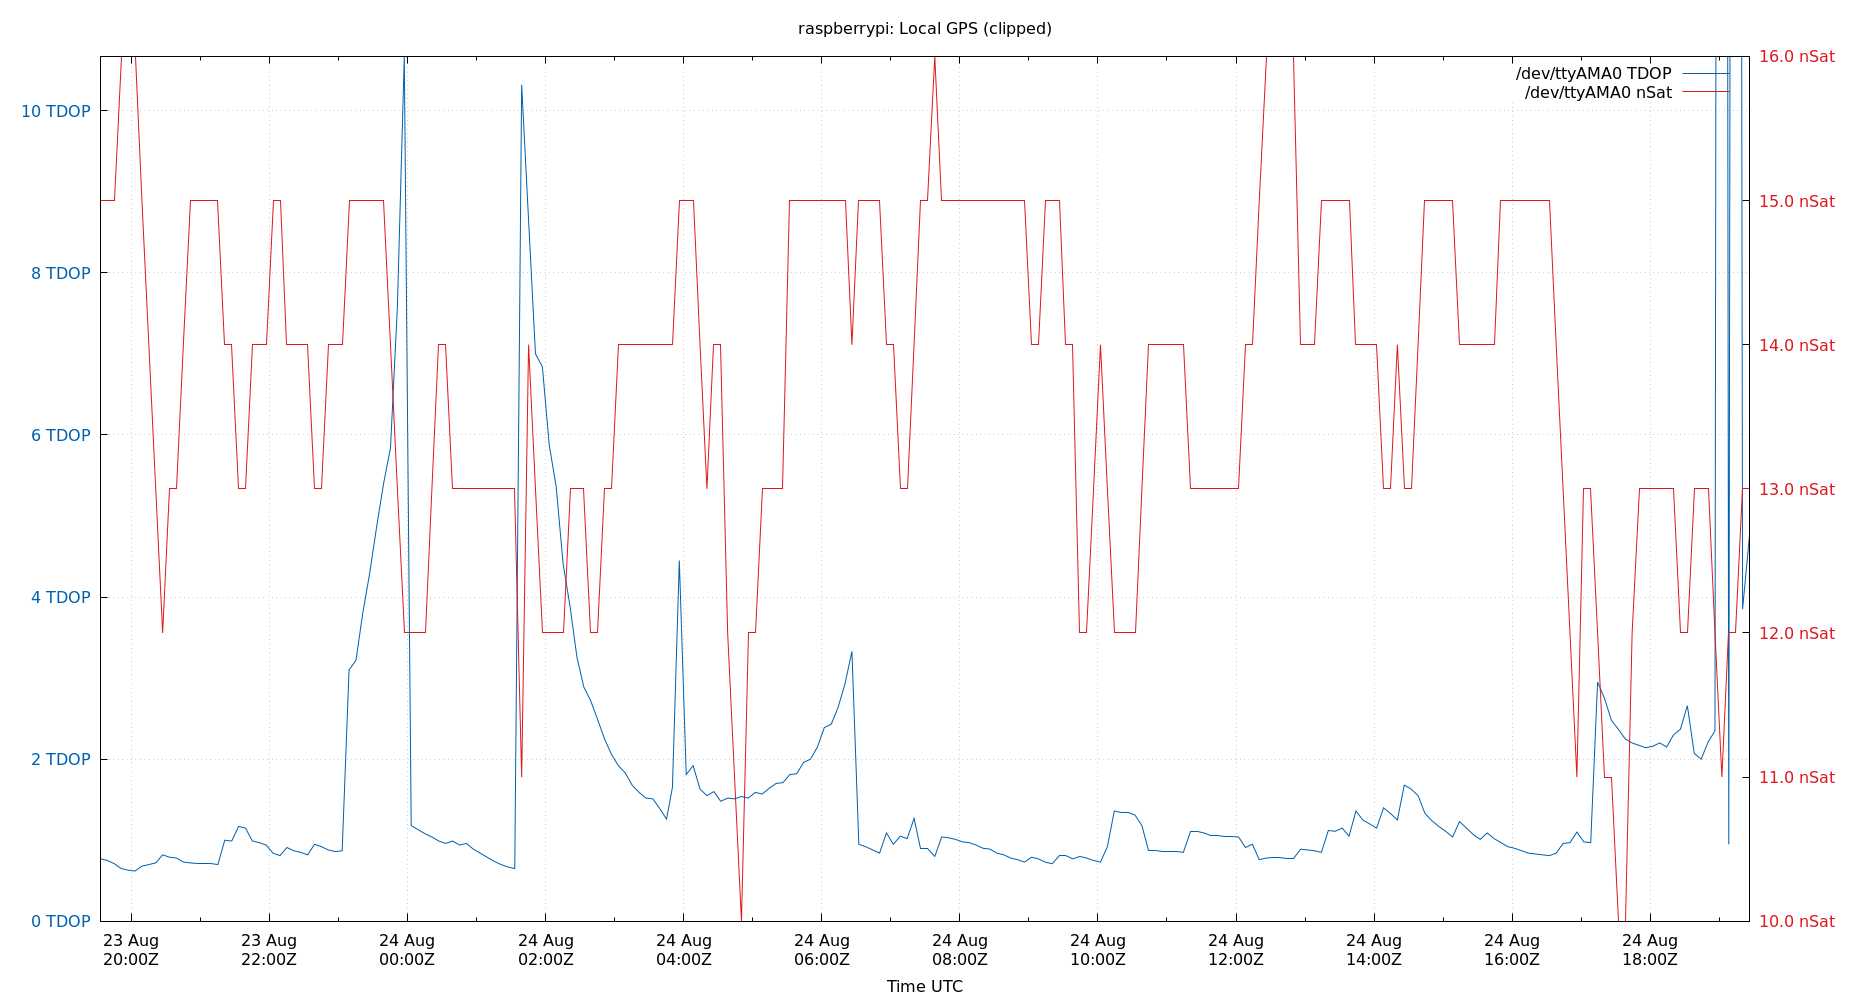 raspberrypi: Local GPS (clipped)
/dev/ttyAMA0 TDOP
/dev/ttyAMA0 nSat
10 TDOP
8 TDOP
6 TDOP
4 TDOP
2 TDOP
0 TDOP
16.0 nSat
15.0 nSat
14.0 nSat
13.0 nSat
12.0 nSat
11.0 nSat
10.0 nSat
23 Aug
20:00Z
23 Aug
22:00Z
24 Aug
00:00Z
24 Aug
02:00Z
24 Aug
04:00Z
24 Aug
06:00Z
24 Aug
08:00Z
24 Aug
10:00Z
24 Aug
12:00Z
24 Aug
14:00Z
24 Aug
16:00Z
24 Aug
18:00Z
Time UTC